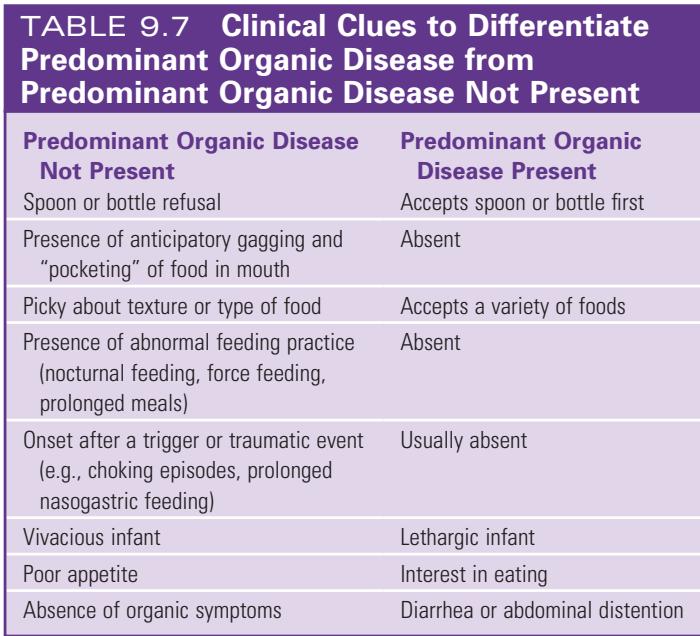 TABLE 9.7 Clinical Clues to Differentiate
Predominant Organic Disease from
Predominant Organic Disease Not Present
Predominant Organic Disease Not Present
Predominant Organic Disease Present
Spoon or bottle refusal
Accepts spoon or bottle first
Presence of anticipatory gagging and
“pocketing” of food in mouth
Absent
Picky about texture or type of food
Accepts a variety of foods
Presence of abnormal feeding practice
(nocturnal feeding, force feeding,
prolonged meals)
Absent
Onset after a trigger or traumatic event
(e.g., choking episodes, prolonged
nasogastric feeding)
Usually absent
Vivacious infant
Lethargic infant
Poor appetite
Interest in eating
Absence of organic symptoms
Diarrhea or abdominal distention